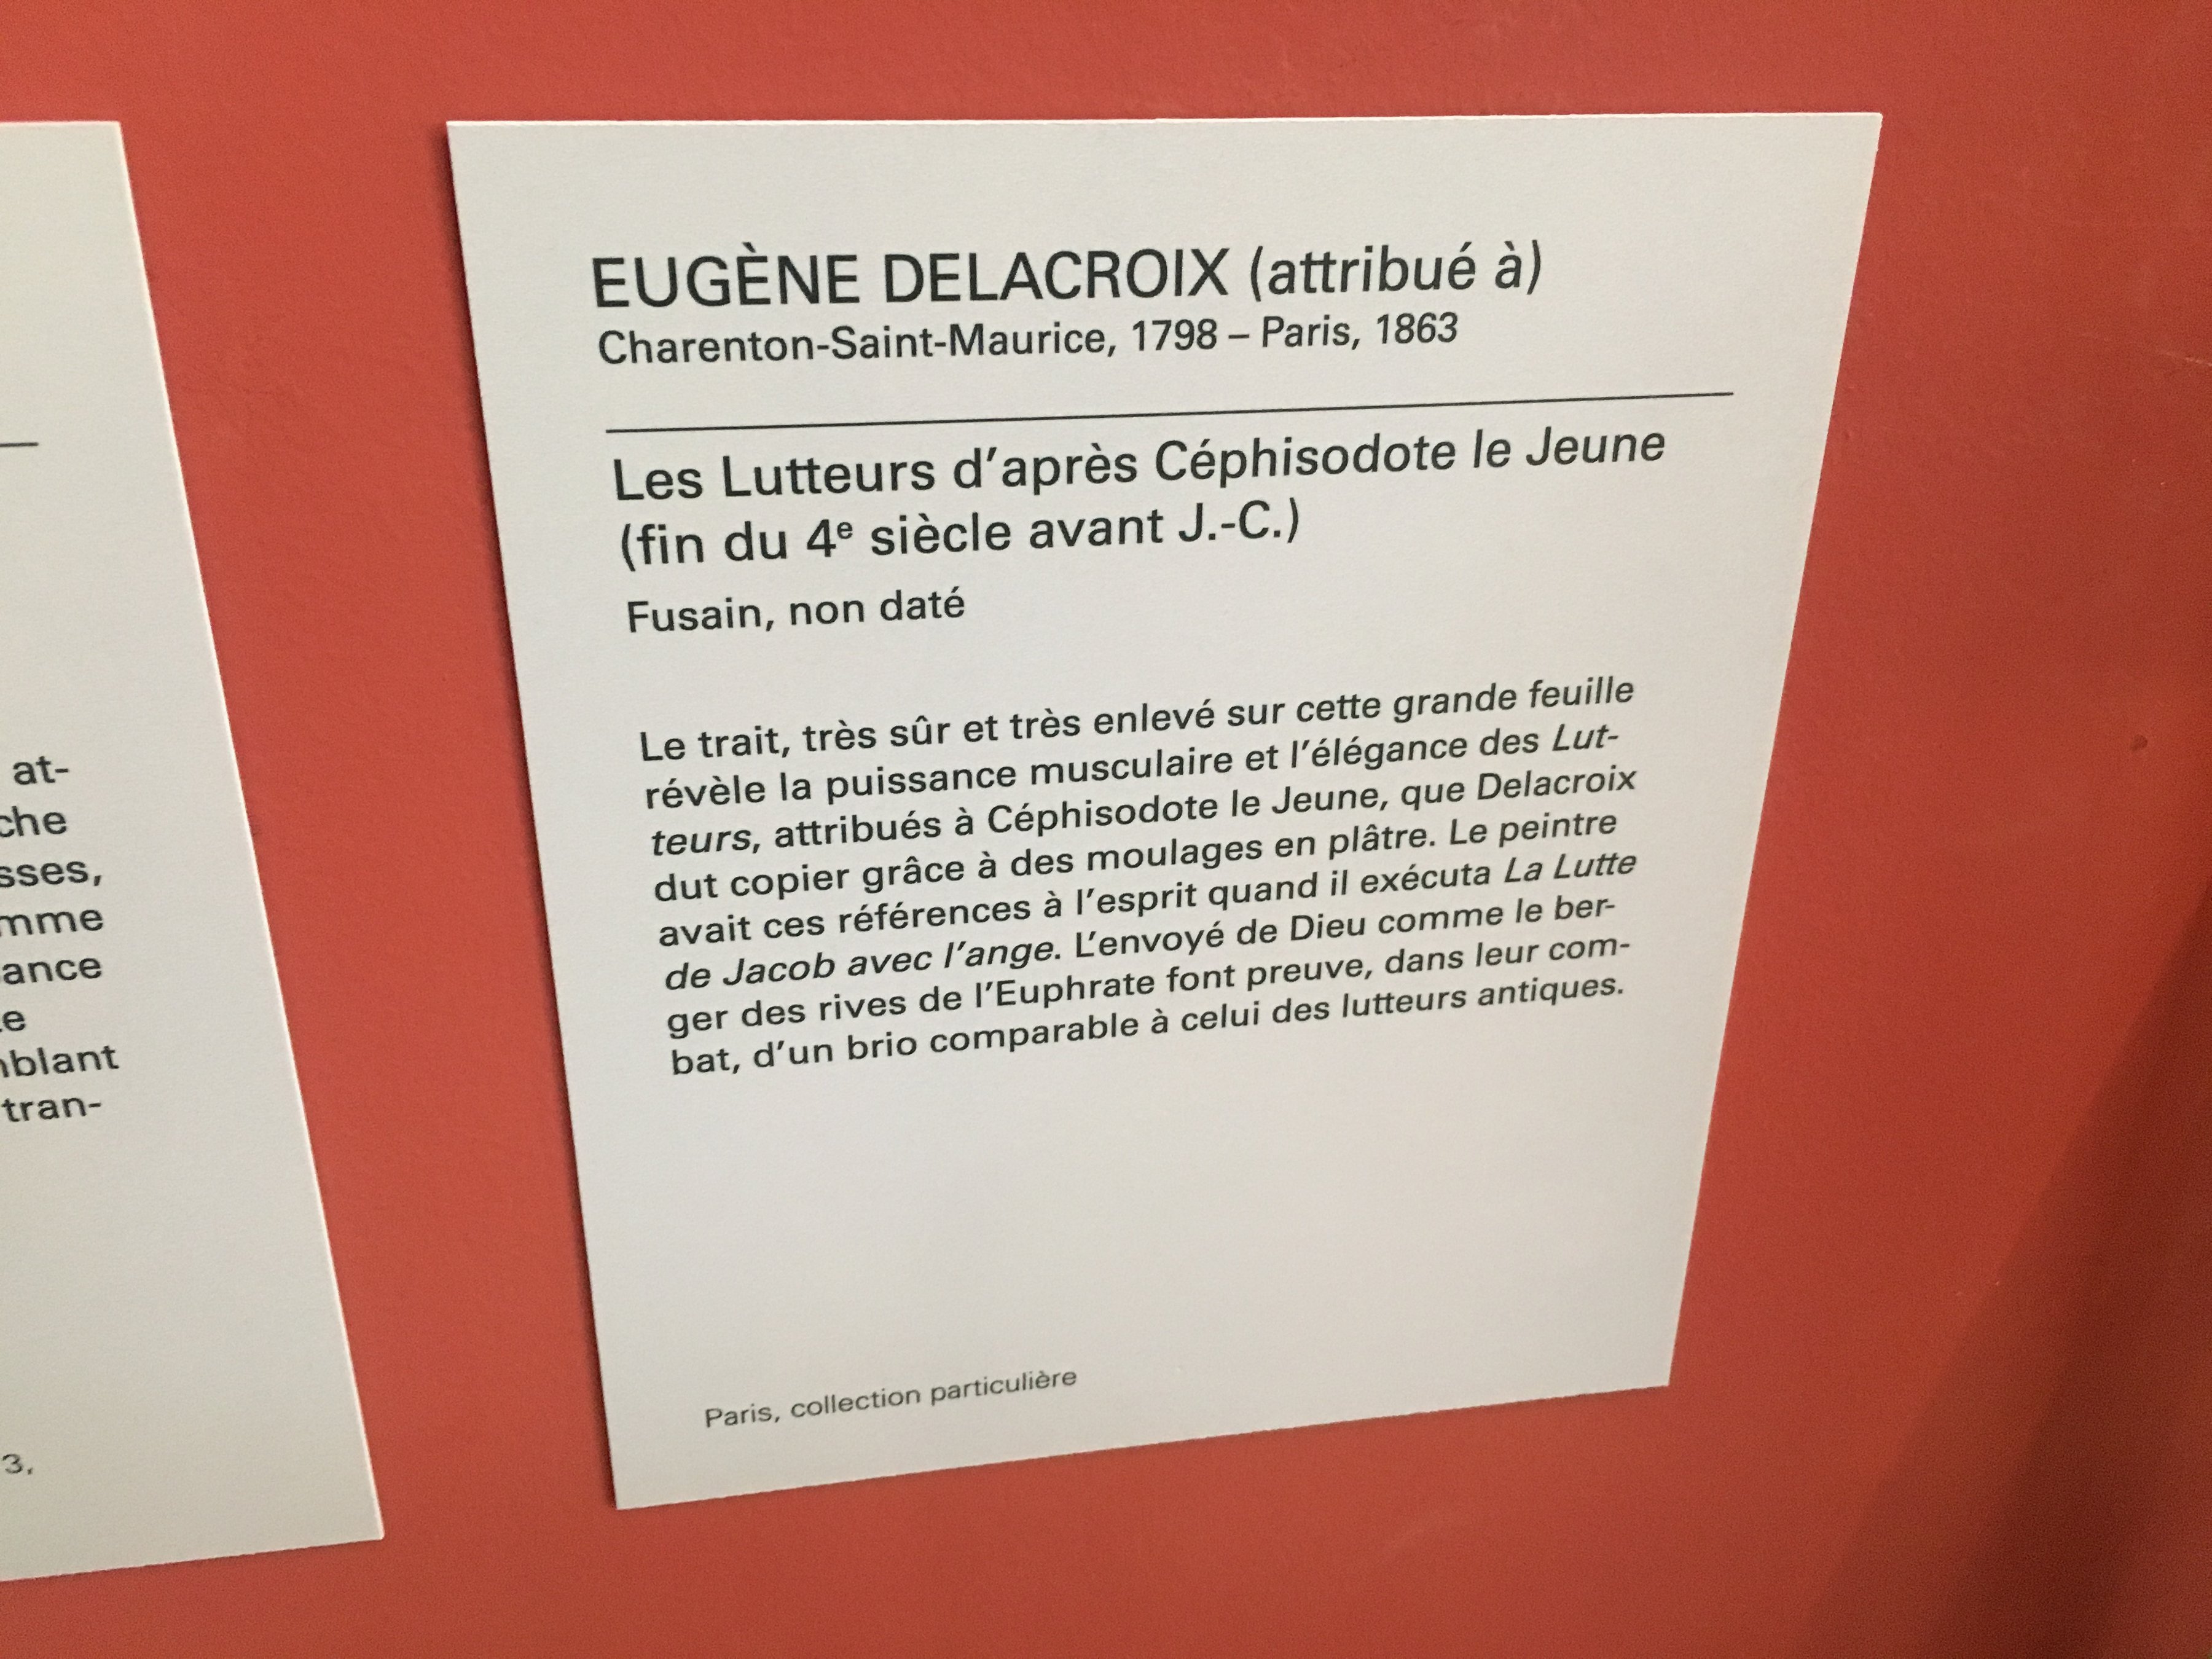 at-
che
sses,
mme
ance
e
blant
tran-
3,
EUGÈNE DELACROIX (attribué à)
Charenton-Saint-Maurice, 1798 – Paris, 1863
Les Lutteurs d’après Céphisodote le Jeune
(fin du 4e siècle avant J.-C.)
Fusain, non daté
Le trait, très sûr et très enlevé sur cette grande feuille
révèle la puissance musculaire et l’élégance des Lut-
teurs, attribués à Céphisodote le Jeune, que Delacroix
dut copier grâce à des moulages en plâtre. Le peintre
avait ces références à l’esprit quand il exécuta La Lutte
de Jacob avec l’ange. L’envoyé de Dieu comme le ber-
ger des rives de l’Euphrate font preuve, dans leur com-
bat, d’un brio comparable à celui des lutteurs antiques.
Paris, collection particulière